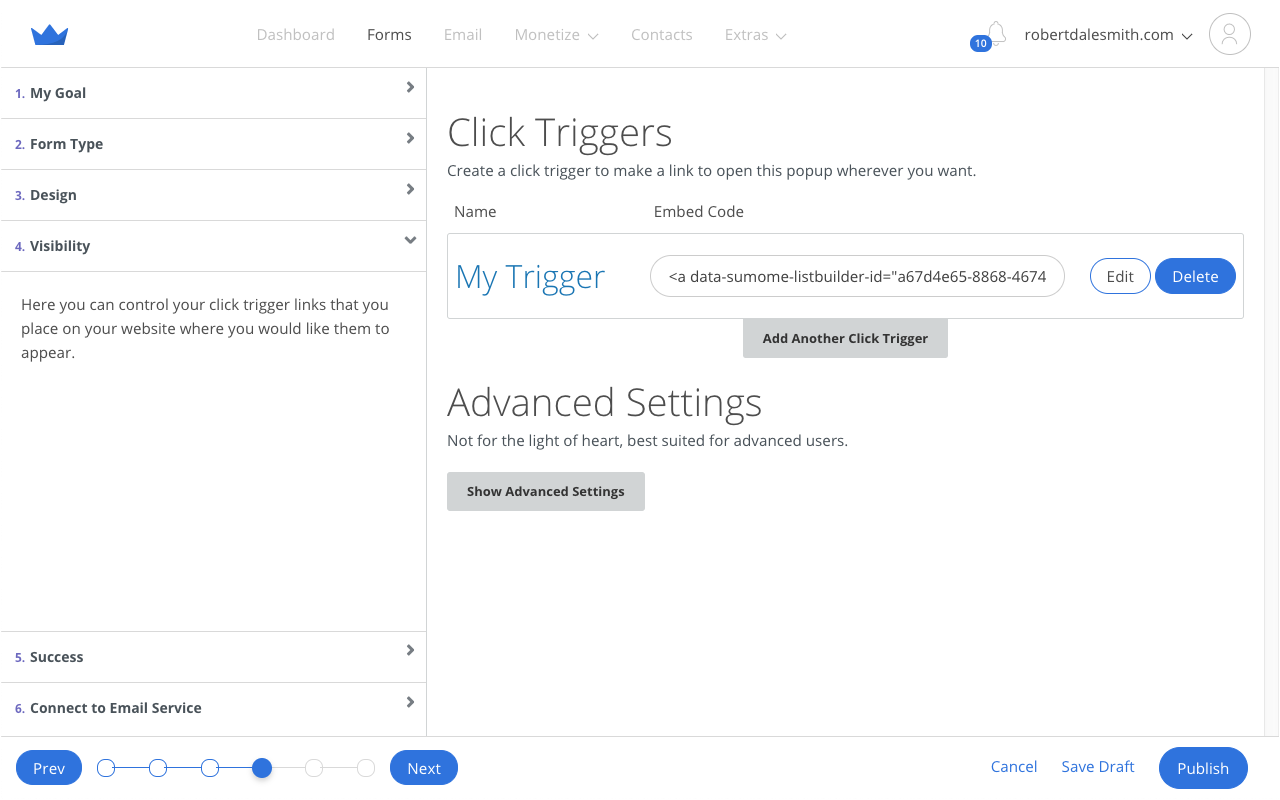 Dashboard Forms Email Monetize Contacts Extras 10 robertdalesmith.com
1. My Goal
2. Form Type
3. Design
4. Visibility
Here you can control your click trigger links that you
place on your website where you would like them to
appear.
5. Success
6. Connect to Email Service
Click Triggers
Create a click trigger to make a link to open this popup wherever you want.
Name Embed Code
My Trigger <a data-sumome-listbuilder-id="a67d4e65-8868-4674 Edit Delete
Add Another Click Trigger
Advanced Settings
Not for the light of heart, best suited for advanced users.
Show Advanced Settings
Prev Next Cancel Save Draft Publish